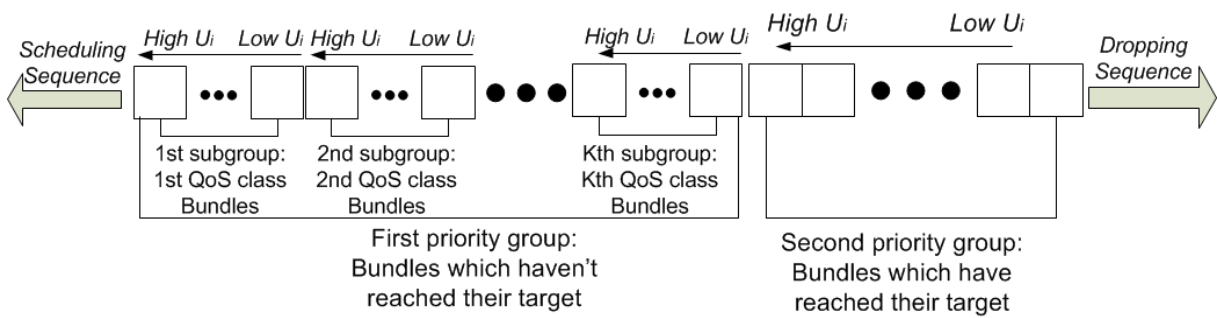 Scheduling
Sequence
High Ui
Low Ui
High Ui
Low Ui
High Ui
Low Ui
High Ui
Low Ui
Dropping
Sequence
1st subgroup:
1st QoS class
Bundles
2nd subgroup:
2nd QoS class
Bundles
Kth subgroup:
Kth QoS class
Bundles
First priority group:
Bundles which haven't
reached their target
Second priority group:
Bundles which have
reached their target